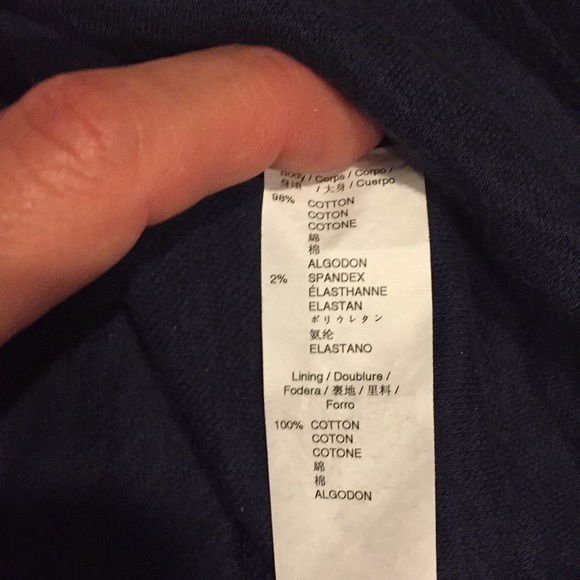 Body / Corps / Corpo /
身頃 / 大身 / Cuerpo
98% COTTON
COTON
COTONE
綿
棉
ALGODON
2% SPANDEX
ÉLASTHANNE
ELASTAN
ポリウレタン
氨纶
ELASTANO
Lining / Doublure /
Fodera / 裏地 / 里料 /
Forro
100% COTTON
COTON
COTONE
綿
棉
ALGODON